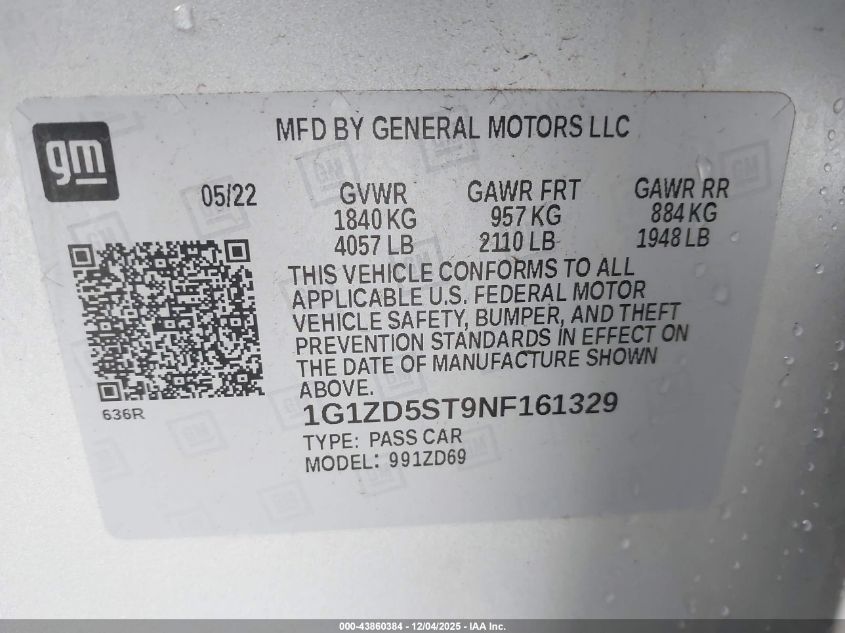 gm
MFD BY GENERAL MOTORS LLC
05/22 GVWR GAWR FRT GAWR RR
1840 KG 957 KG 884 KG
4057 LB 2110 LB 1948 LB
THIS VEHICLE CONFORMS TO ALL
APPLICABLE U.S. FEDERAL MOTOR
VEHICLE SAFETY, BUMPER, AND THEFT
PREVENTION STANDARDS IN EFFECT ON
THE DATE OF MANUFACTURE SHOWN
ABOVE.
636R
1G1ZD5ST9NF161329
TYPE: PASS CAR
MODEL: 991ZD69
000-43860384 - 12/04/2025 - IAA Inc.